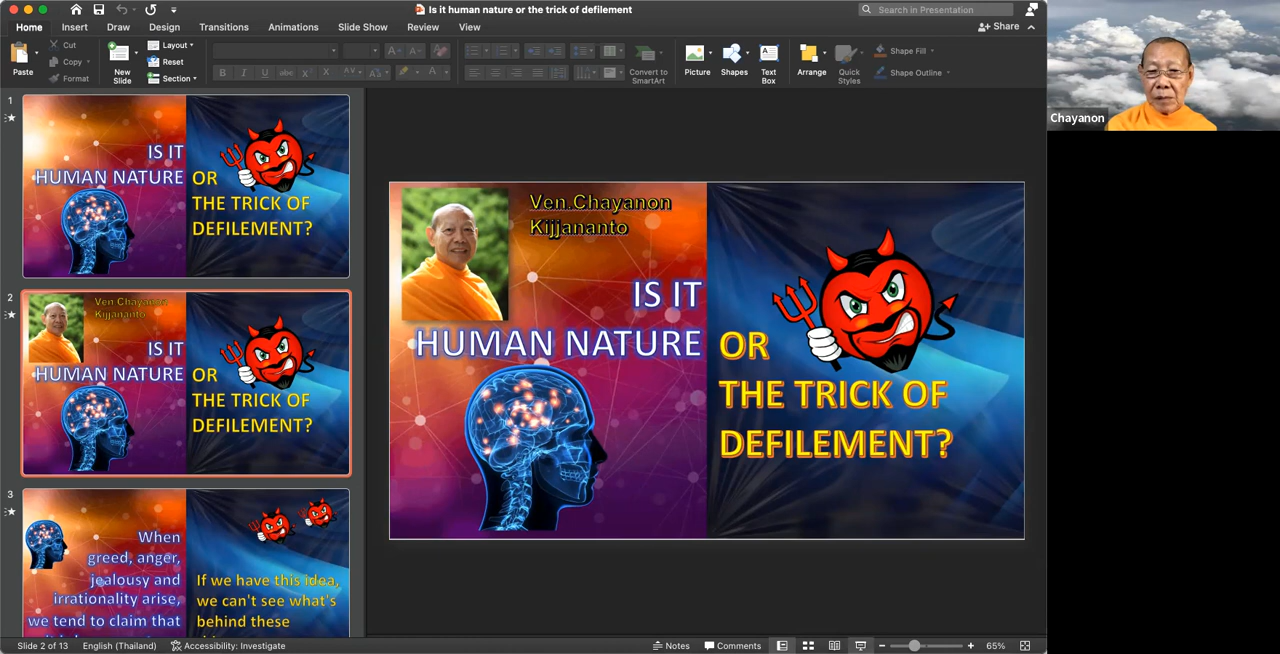 Is it human nature or the trick of defilement
Search in Presentation
Home Insert Draw Design Transitions Animations Slide Show Review View
Share
Paste
Cut
Copy
Format
New Slide
Layout
Reset
Section
B I U abc X X AV A
A A
Convert to SmartArt
Picture
Shapes
Text Box
Arrange
Quick Styles
Shape Fill
Shape Outline
1
IS IT
HUMAN NATURE
OR
THE TRICK OF
DEFILEMENT?
2
Ven.Chayanon
Kijjananto
IS IT
HUMAN NATURE
OR
THE TRICK OF
DEFILEMENT?
3
When
greed, anger,
jealousy and
irrationality arise,
we tend to claim that
If we have this idea,
we can't see what's
behind these
Ven.Chayanon
Kijjananto
IS IT
HUMAN NATURE
OR
THE TRICK OF
DEFILEMENT?
Chayanon
Slide 2 of 13 English (Thailand) Accessibility: Investigate
Notes Comments
65%